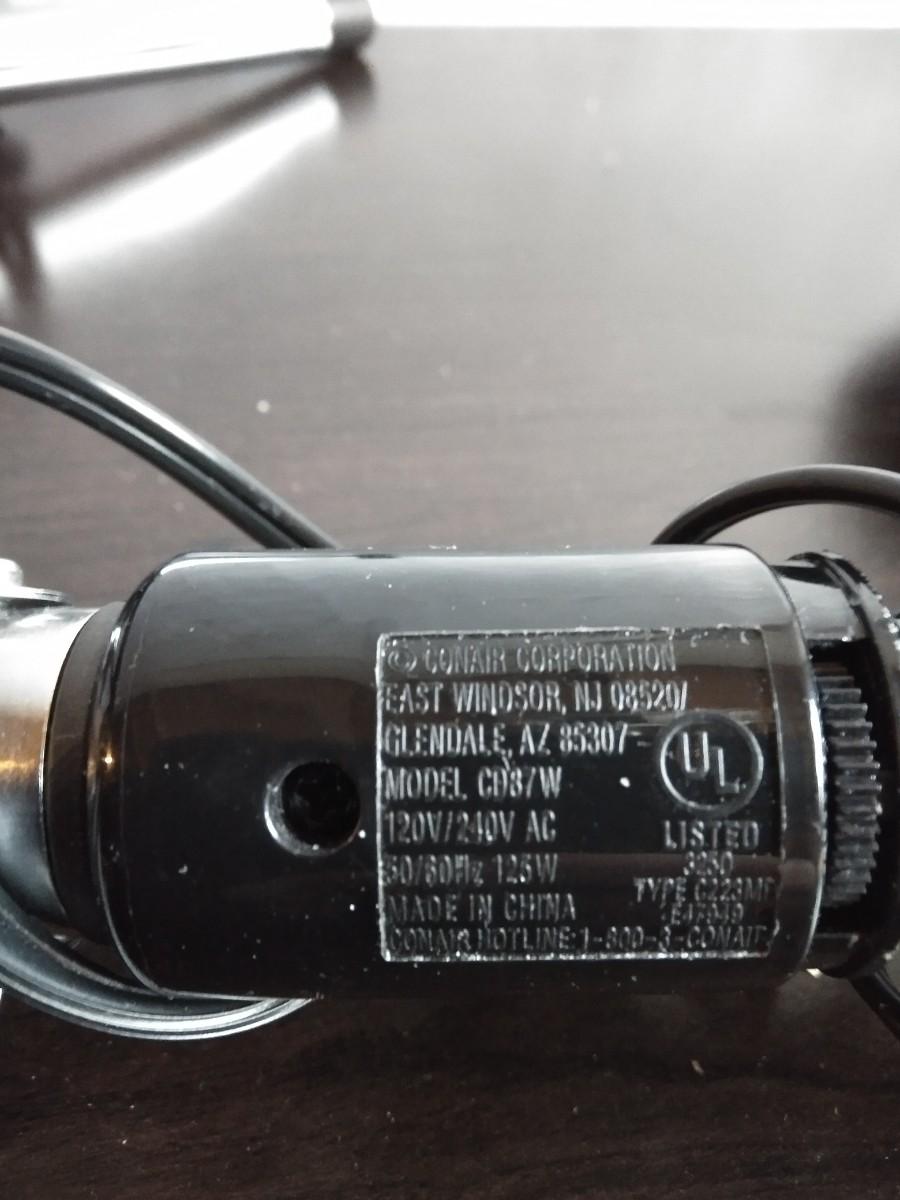 © CONAIR CORPORATION
EAST WINDSOR, NJ 08520/
GLENDALE, AZ 85307
MODEL CD87W
120V/240V AC
50/60Hz 125W
MADE IN CHINA
CONAIR HOTLINE:1-800-3-CONAIR
UL
LISTED
3250
TYPE